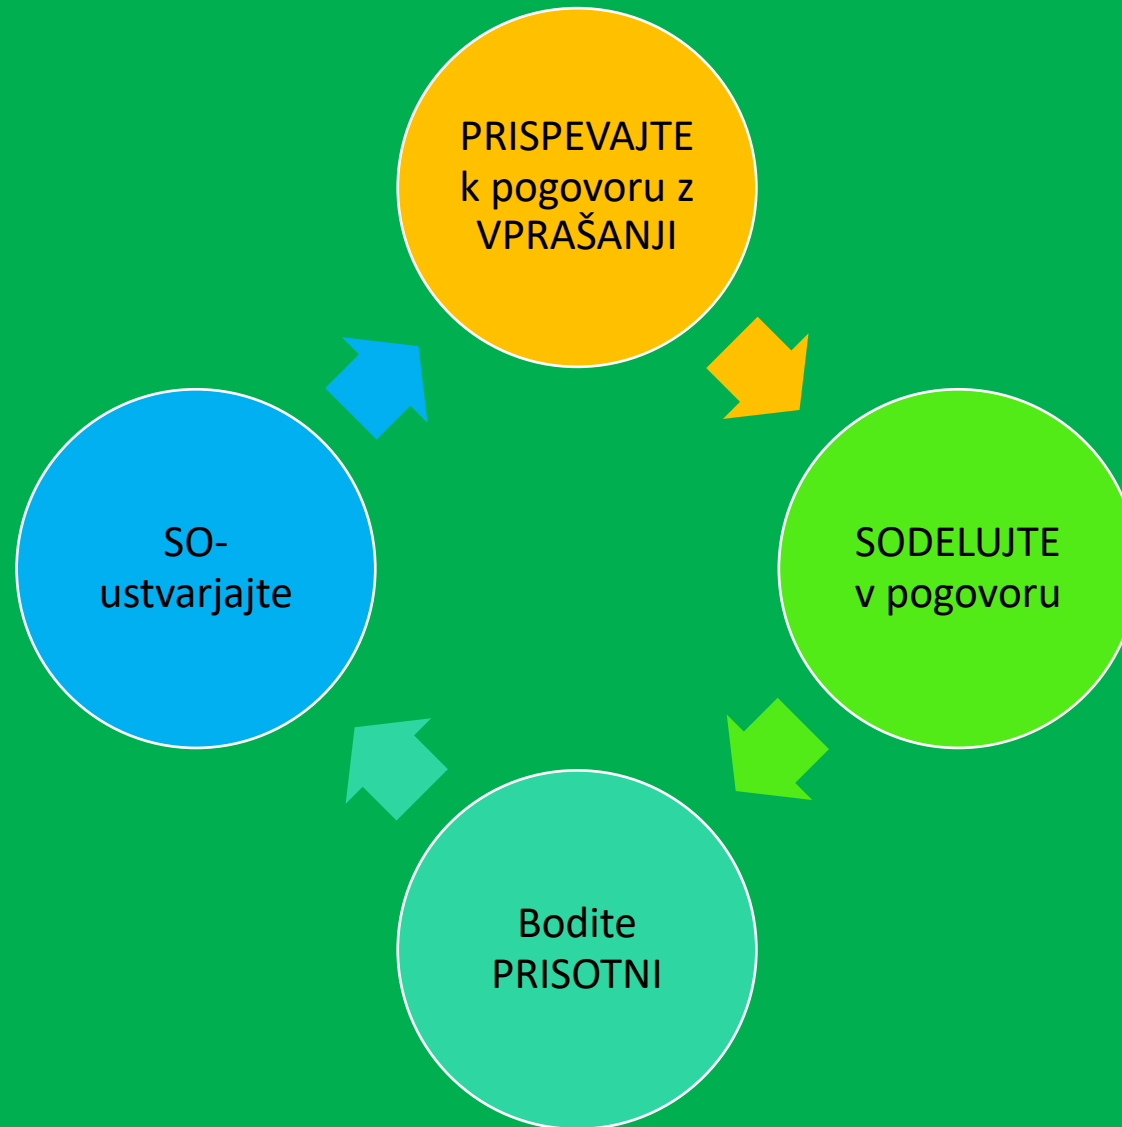 PRISPEVAJTE
k pogovoru z
VPRAŠANJI
SODELUJTE
v pogovoru
Bodite
PRISOTNI
SO-
ustvarjajte